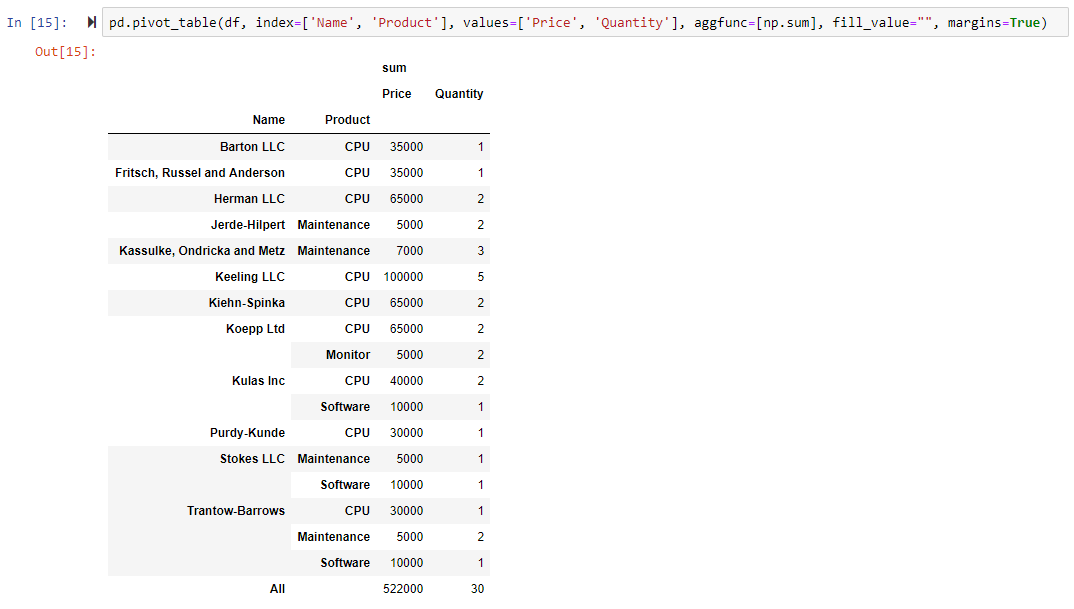 In [15]: pd.pivot_table(df, index=['Name', 'Product'], values=['Price', 'Quantity'], aggfunc=[np.sum], fill_value="", margins=True)
Out[15]:
sum
Price Quantity
Name Product
Barton LLC CPU 35000 1
Fritsch, Russel and Anderson CPU 35000 1
Herman LLC CPU 65000 2
Jerde-Hilpert Maintenance 5000 2
Kassulke, Ondricka and Metz Maintenance 7000 3
Keeling LLC CPU 100000 5
Kiehn-Spinka CPU 65000 2
Koepp Ltd CPU 65000 2
Monitor 5000 2
Kulas Inc CPU 40000 2
Software 10000 1
Purdy-Kunde CPU 30000 1
Stokes LLC Maintenance 5000 1
Software 10000 1
Trantow-Barrows CPU 30000 1
Maintenance 5000 2
Software 10000 1
All 522000 30